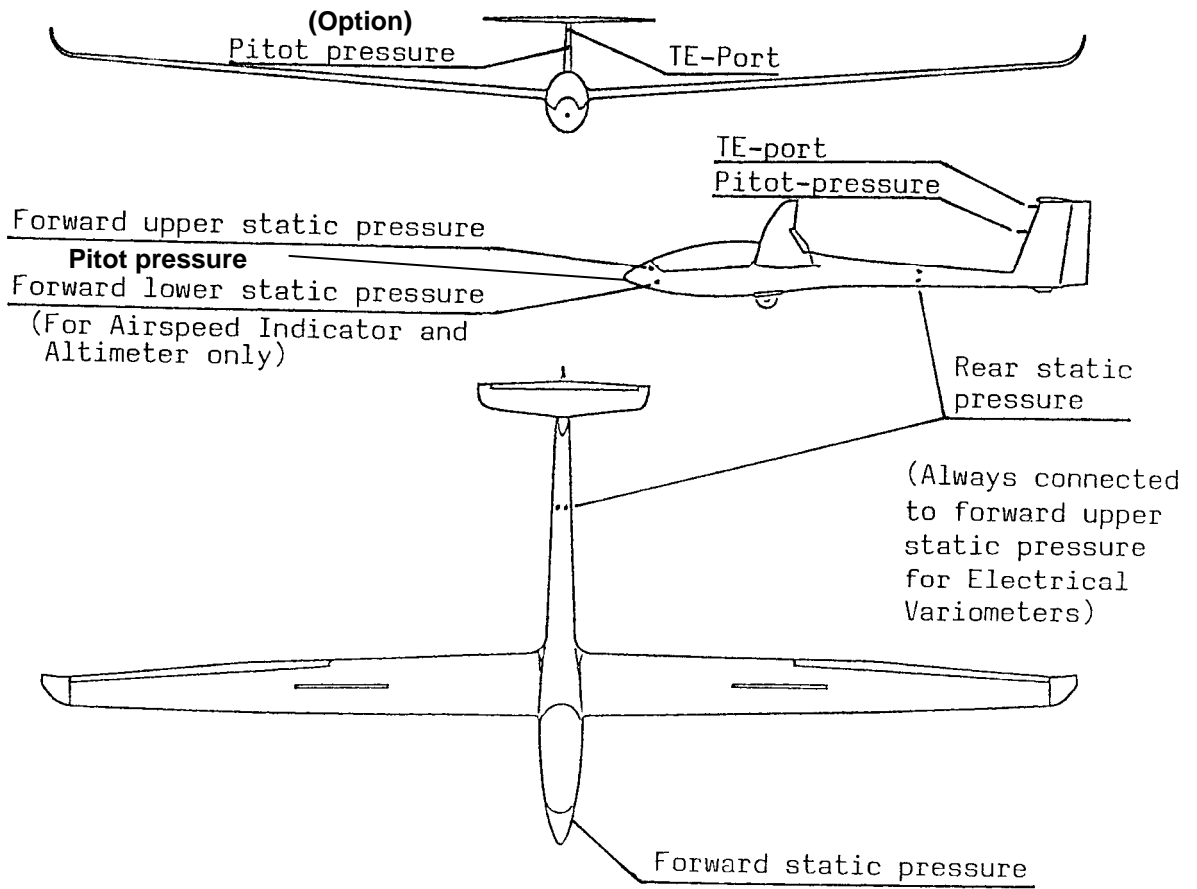 (Option)
Pitot pressure
TE-Port
TE-port
Pitot-pressure
Forward upper static pressure
Pitot pressure
Forward lower static pressure
(For Airspeed Indicator and
Altimeter only)
Rear static
pressure
(Always connected
to forward upper
static pressure
for Electrical
Variometers)
Forward static pressure